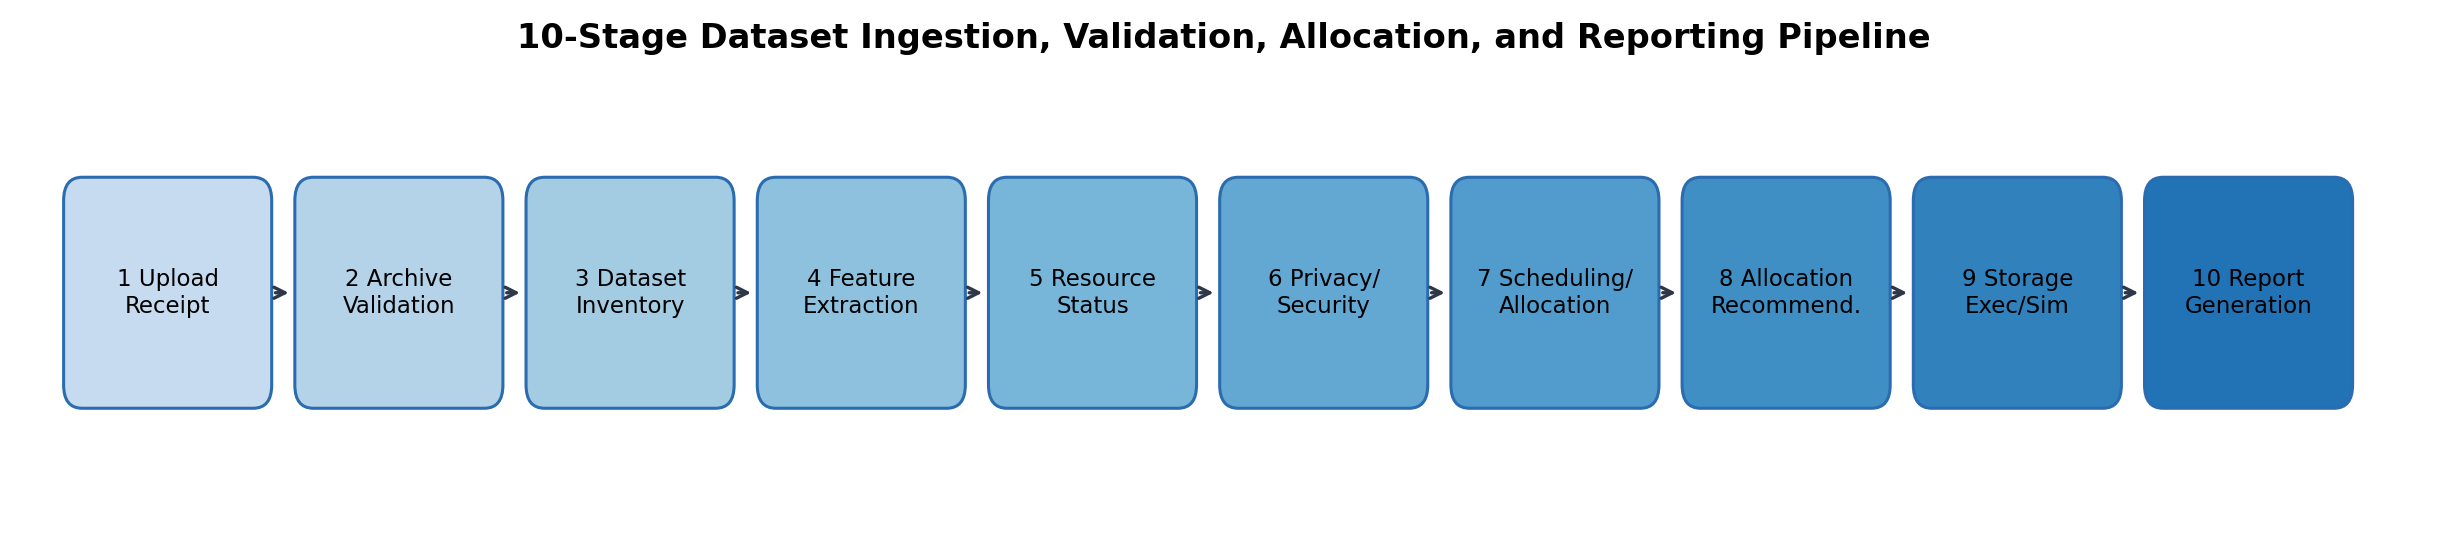 10-Stage Dataset Ingestion, Validation, Allocation, and Reporting Pipeline
1 Upload
Receipt
2 Archive
Validation
3 Dataset
Inventory
4 Feature
Extraction
5 Resource
Status
6 Privacy/
Security
7 Scheduling/
Allocation
8 Allocation
Recommend.
9 Storage
Exec/Sim
10 Report
Generation